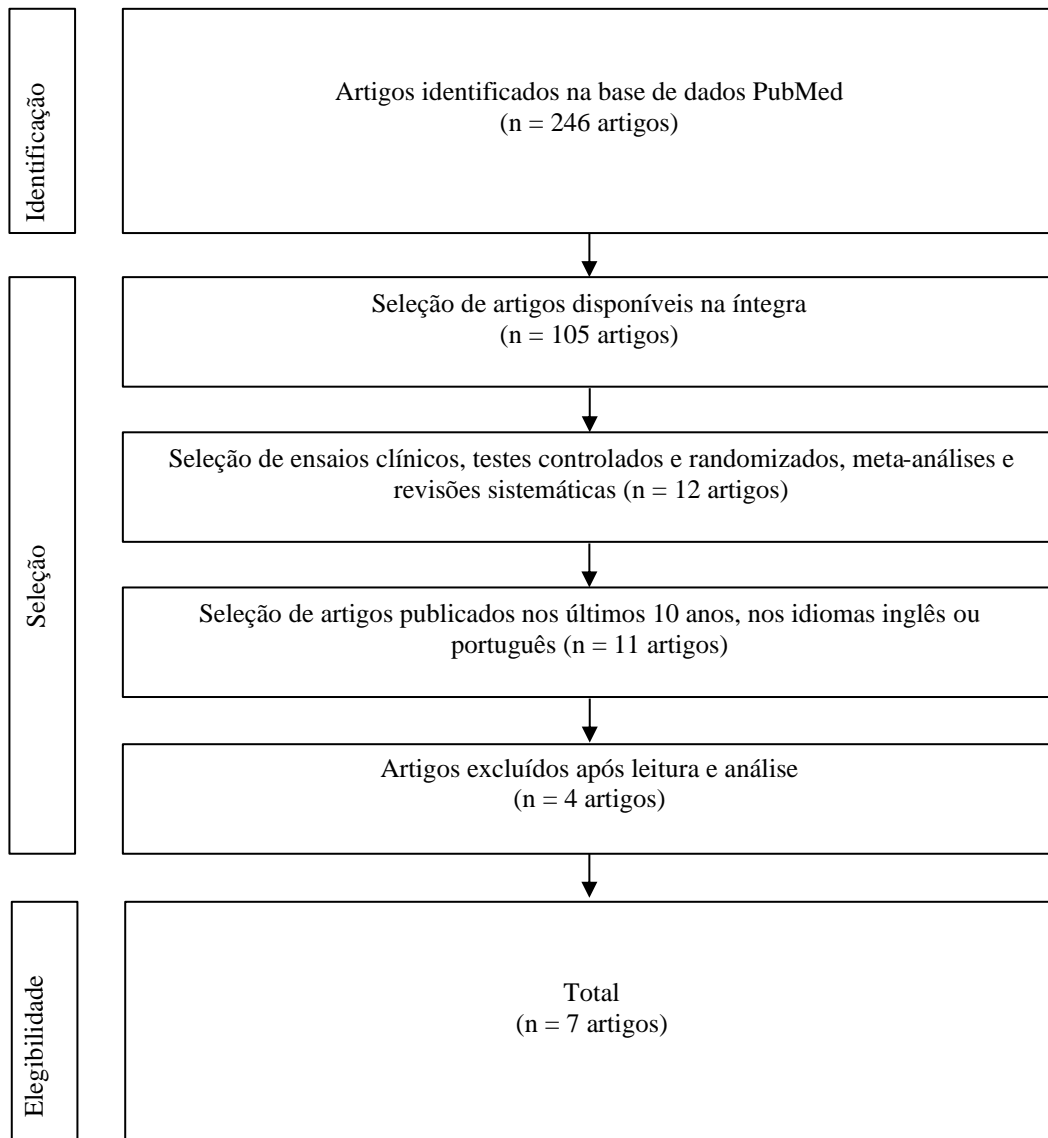 Identificação
Artigos identificados na base de dados PubMed
(n = 246 artigos)
Seleção
Seleção de artigos disponíveis na íntegra
(n = 105 artigos)
Seleção de ensaios clínicos, testes controlados e randomizados, meta-análises e
revisões sistemáticas (n = 12 artigos)
Seleção de artigos publicados nos últimos 10 anos, nos idiomas inglês ou
português (n = 11 artigos)
Artigos excluídos após leitura e análise
(n = 4 artigos)
Elegibilidade
Total
(n = 7 artigos)